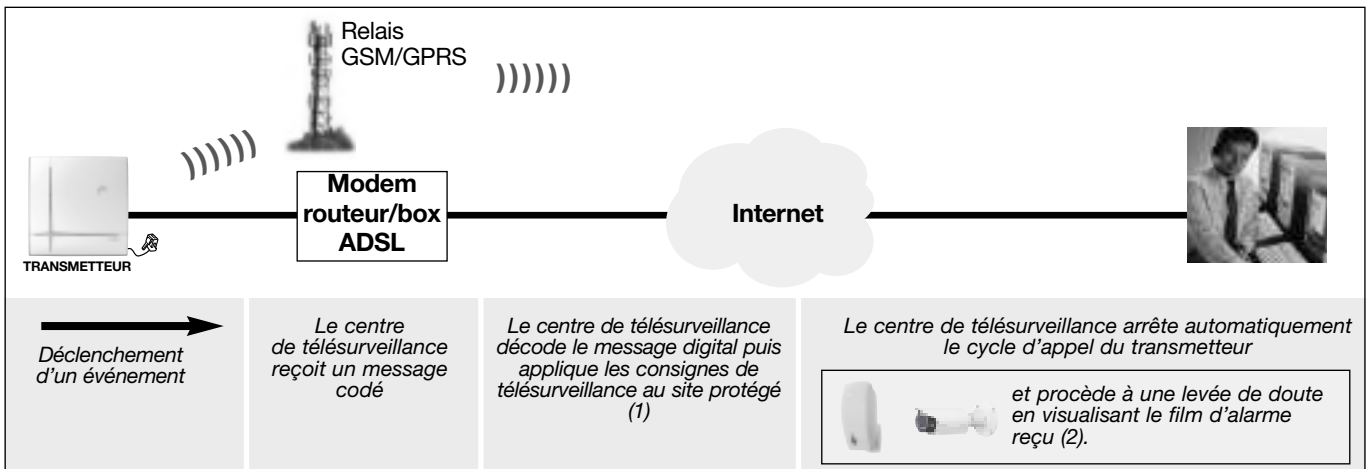 Relais
GSM/GPRS
))))))
))))))
Modem
routeur/box
ADSL
Internet
TRANSMETTEUR
Déclenchement
d'un événement
Le centre
de télésurveillance
reçoit un message
codé
Le centre de télésurveillance
décode le message digital puis
applique les consignes de
télésurveillance au site protégé
(1)
Le centre de télésurveillance arrête automatiquement
le cycle d'appel du transmetteur
et procède à une levée de doute
en visualisant le film d'alarme
reçu (2).